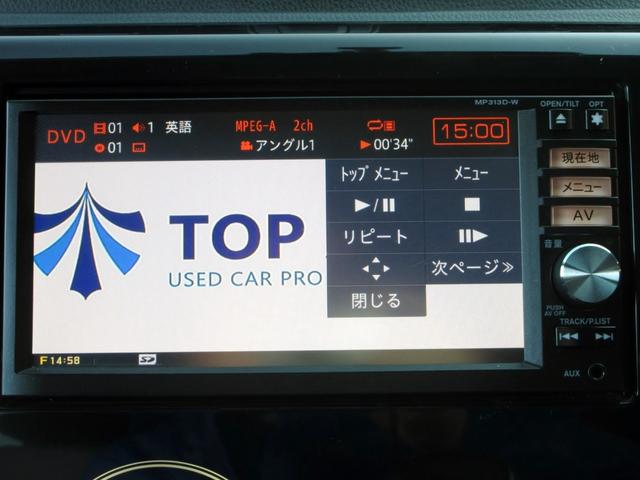 MP313D-W
OPEN/TILT OPT
DVD 01 1 英語 MPEG-A 2ch 15:00
01 アングル1 00'34"
現在地
トップ メニュー メニュー
メニュー
AV
TOP
リピート
音量
USED CAR PRO
次ページ»
閉じる
PUSH
AV OFF
TRACK/P.LIST
F 14:58 SD
AUX